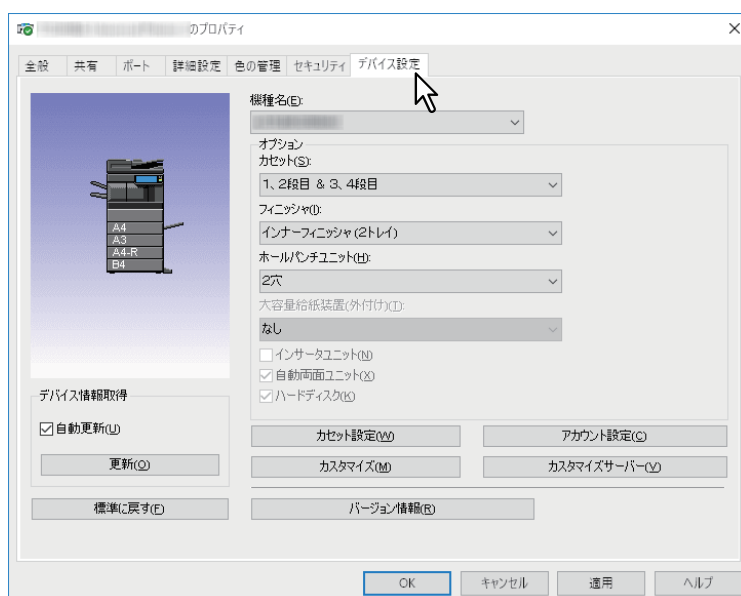 のプロパティ
全般 共有 ポート 詳細設定 色の管理 セキュリティ デバイス設定
機種名(E):
オプション
カセット(S):
1、2段目 & 3、4段目
フィニッシャ(I):
インナーフィニッシャ(2トレイ)
ホールパンチユニット(H):
2穴
大容量給紙装置(外付け)(T):
なし
インサータユニット(N)
自動両面ユニット(X)
ハードディスク(K)
A4
A3
A4-R
B4
デバイス情報取得
自動更新(U)
更新(O)
カセット設定(W) アカウント設定(C)
カスタマイズ(M) カスタマイズサーバー(V)
標準に戻す(F) バージョン情報(R)
OK キャンセル 適用 ヘルプ